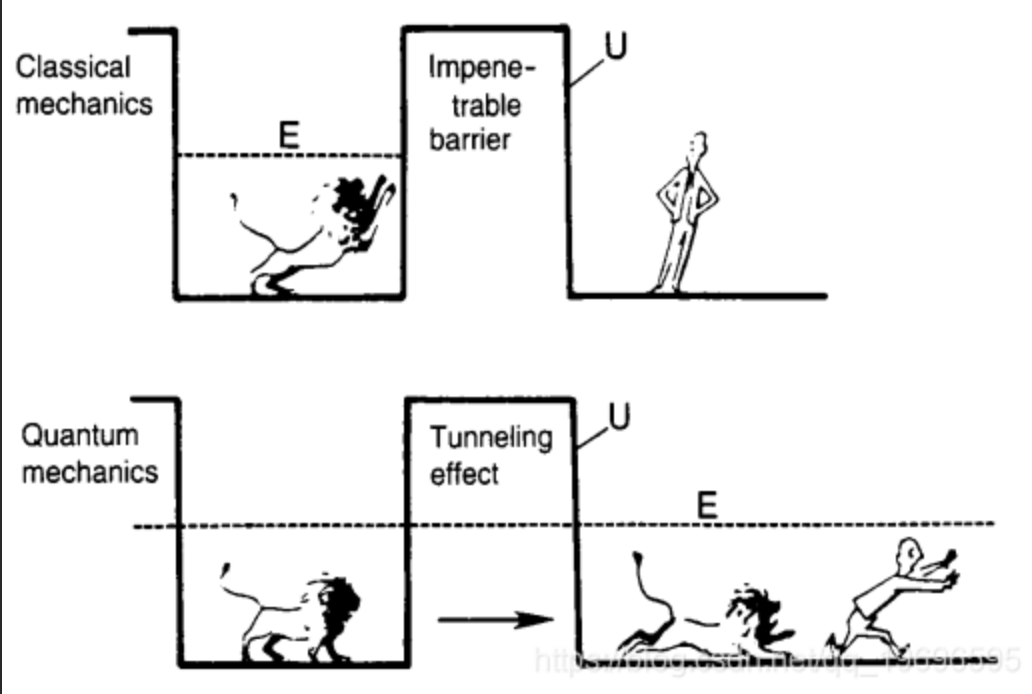 Classical
mechanics
E
Impene-
trable
barrier
U
Quantum
mechanics
Tunneling
effect
U
E